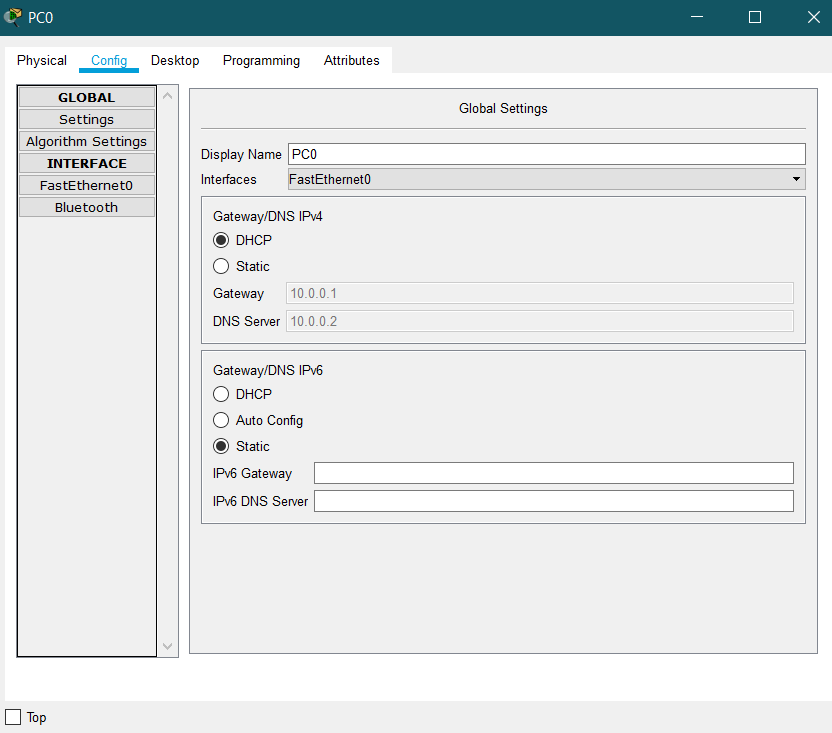 PC0
Physical Config Desktop Programming Attributes
GLOBAL
Settings
Algorithm Settings
INTERFACE
FastEthernet0
Bluetooth
Global Settings
Display Name PC0
Interfaces FastEthernet0
Gateway/DNS IPv4
DHCP
Static
Gateway 10.0.0.1
DNS Server 10.0.0.2
Gateway/DNS IPv6
DHCP
Auto Config
Static
IPv6 Gateway
IPv6 DNS Server
Top